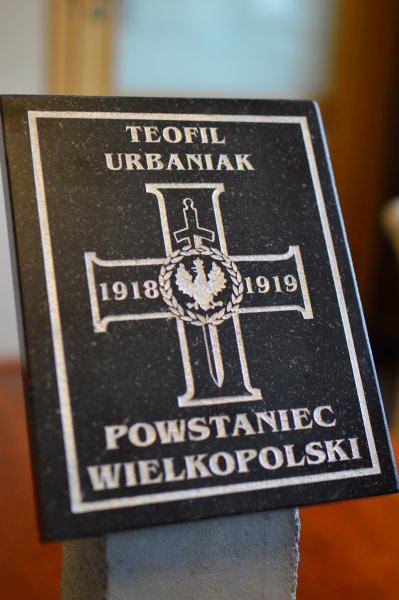 TEOFIL
URBANIAK
1918 1919
POWSTANIEC
WIELKOPOLSKI